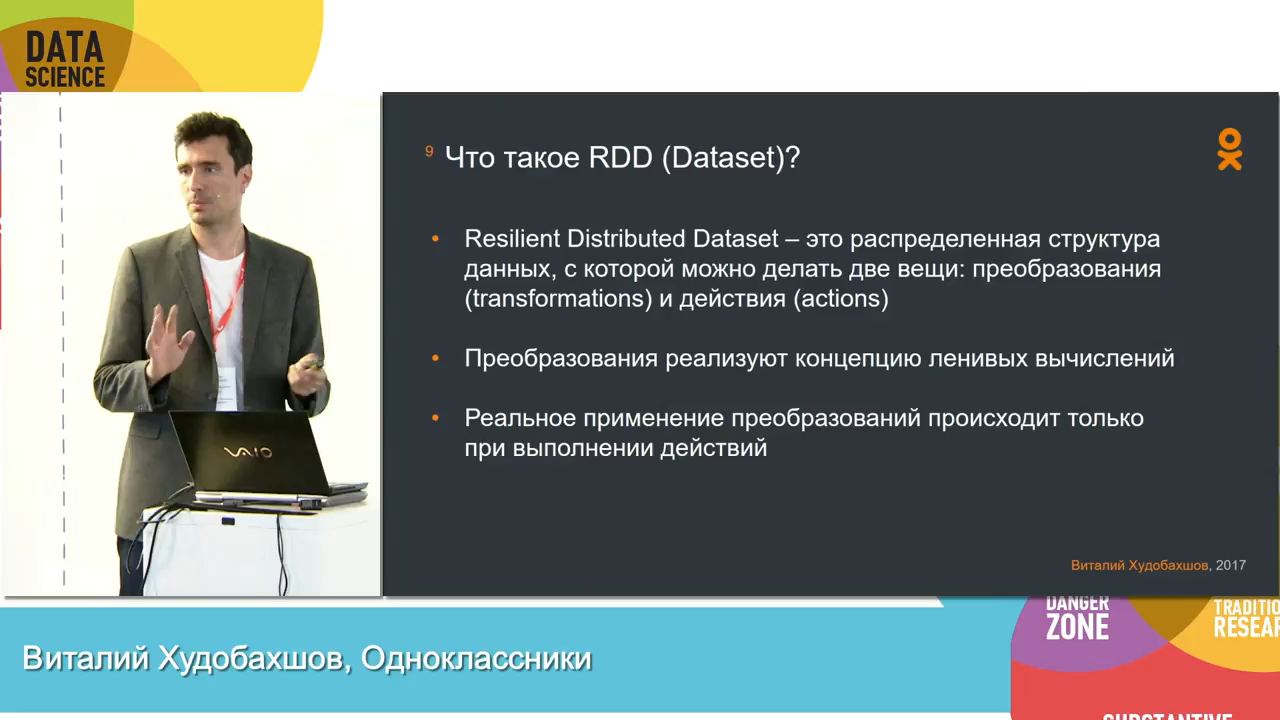 DATA
SCIENCE
9 Что такое RDD (Dataset)?
• Resilient Distributed Dataset – это распределенная структура
данных, с которой можно делать две вещи: преобразования
(transformations) и действия (actions)
• Преобразования реализуют концепцию ленивых вычислений
• Реальное применение преобразований происходит только
при выполнении действий
VAIO
Виталий Худобахшов, 2017
DANGER
ZONE
Виталий Худобахшов, Одноклассники